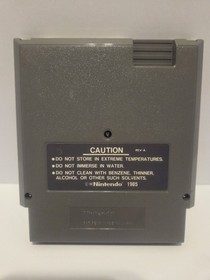 CAUTION
• DO NOT STORE IN EXTREME TEMPERATURES.
• DO NOT IMMERSE IN WATER.
• DO NOT CLEAN WITH BENZENE, THINNER,
ALCOHOL OR OTHER SUCH SOLVENTS.
©®Nintendo 1985